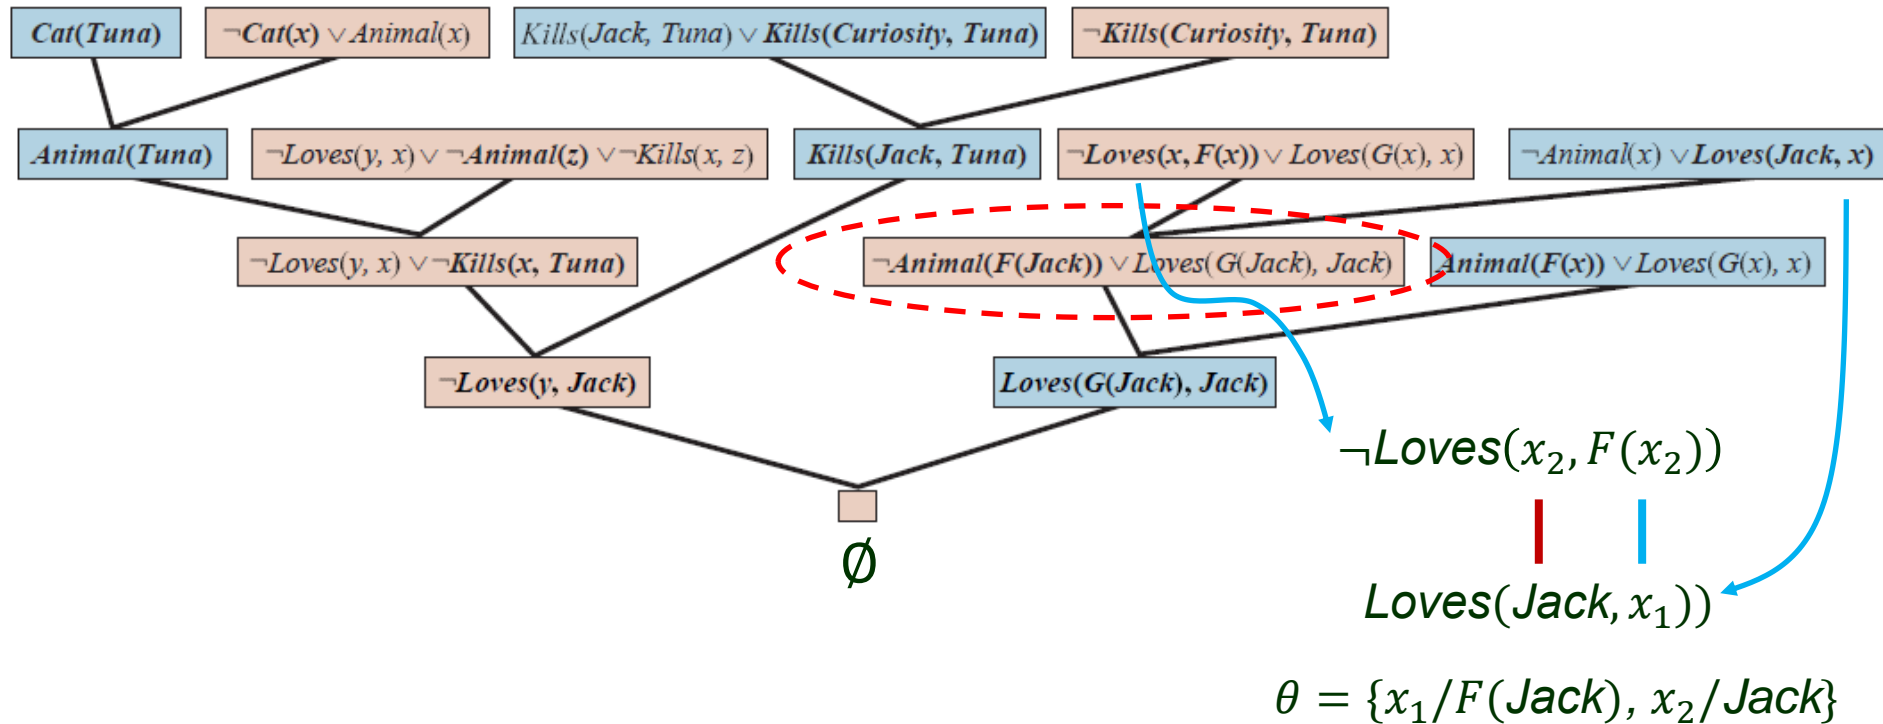 Cat(Tuna) ¬Cat(x) ∨ Animal(x) Kills(Jack, Tuna) ∨ Kills(Curiosity, Tuna) ¬Kills(Curiosity, Tuna)
Animal(Tuna) ¬Loves(y, x) ∨ ¬Animal(z) ∨ ¬Kills(x, z) Kills(Jack, Tuna) ¬Loves(x, F(x)) ∨ Loves(G(x), x) ¬Animal(x) ∨ Loves(Jack, x)
¬Loves(y, x) ∨ ¬Kills(x, Tuna) ¬Animal(F(Jack)) ∨ Loves(G(Jack), Jack) Animal(F(x)) ∨ Loves(G(x), x)
¬Loves(y, Jack) Loves(G(Jack), Jack)
¬Loves(x₂, F(x₂))
∅
Loves(Jack, x₁))
θ = {x₁/F(Jack), x₂/Jack}